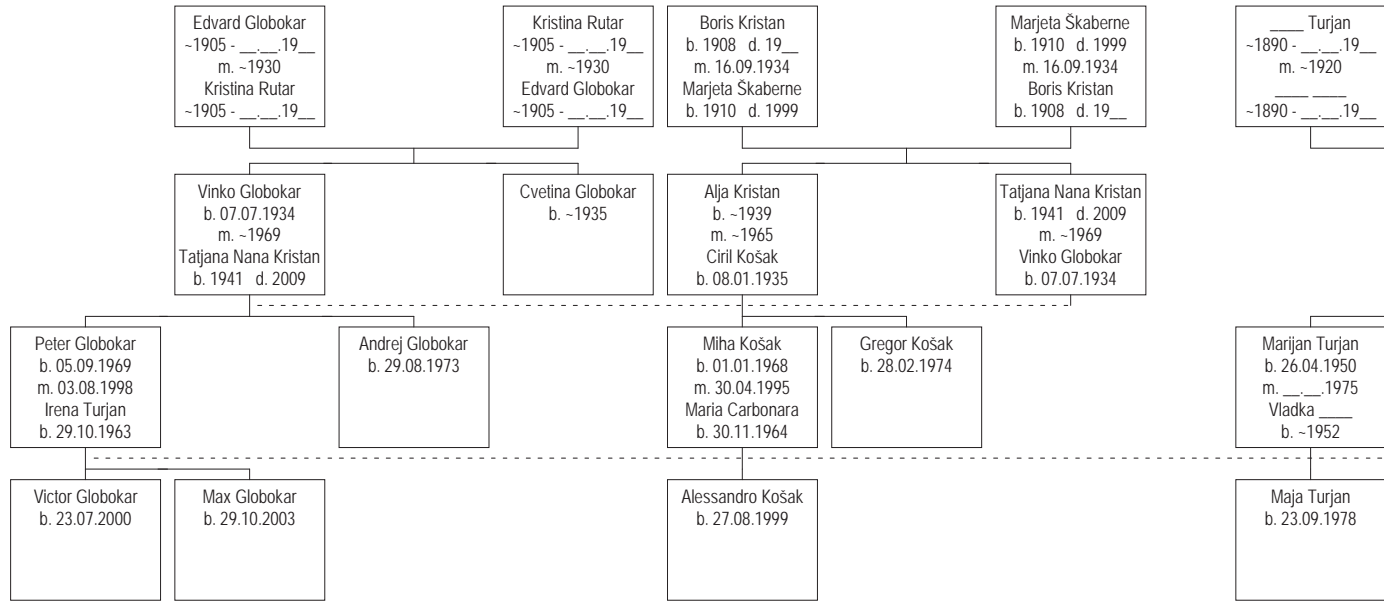 Edvard Globokar
~1905 - __.__.19__
m. ~1930
Kristina Rutar
~1905 - __.__.19__
Kristina Rutar
~1905 - __.__.19__
m. ~1930
Edvard Globokar
~1905 - __.__.19__
Boris Kristan
b. 1908 d. 19__
m. 16.09.1934
Marjeta Škaberne
b. 1910 d. 1999
Marjeta Škaberne
b. 1910 d. 1999
m. 16.09.1934
Boris Kristan
b. 1908 d. 19__
____ Turjan
~1890 - __.__.19__
m. ~1920
____ ____
~1890 - __.__.19__
Vinko Globokar
b. 07.07.1934
m. ~1969
Tatjana Nana Kristan
b. 1941 d. 2009
Cvetina Globokar
b. ~1935
Alja Kristan
b. ~1939
m. ~1965
Ciril Košak
b. 08.01.1935
Tatjana Nana Kristan
b. 1941 d. 2009
m. ~1969
Vinko Globokar
b. 07.07.1934
Peter Globokar
b. 05.09.1969
m. 03.08.1998
Irena Turjan
b. 29.10.1963
Andrej Globokar
b. 29.08.1973
Miha Košak
b. 01.01.1968
m. 30.04.1995
Maria Carbonara
b. 30.11.1964
Gregor Košak
b. 28.02.1974
Marijan Turjan
b. 26.04.1950
m. __.__.1975
Vladka ____
b. ~1952
Victor Globokar
b. 23.07.2000
Max Globokar
b. 29.10.2003
Alessandro Košak
b. 27.08.1999
Maja Turjan
b. 23.09.1978